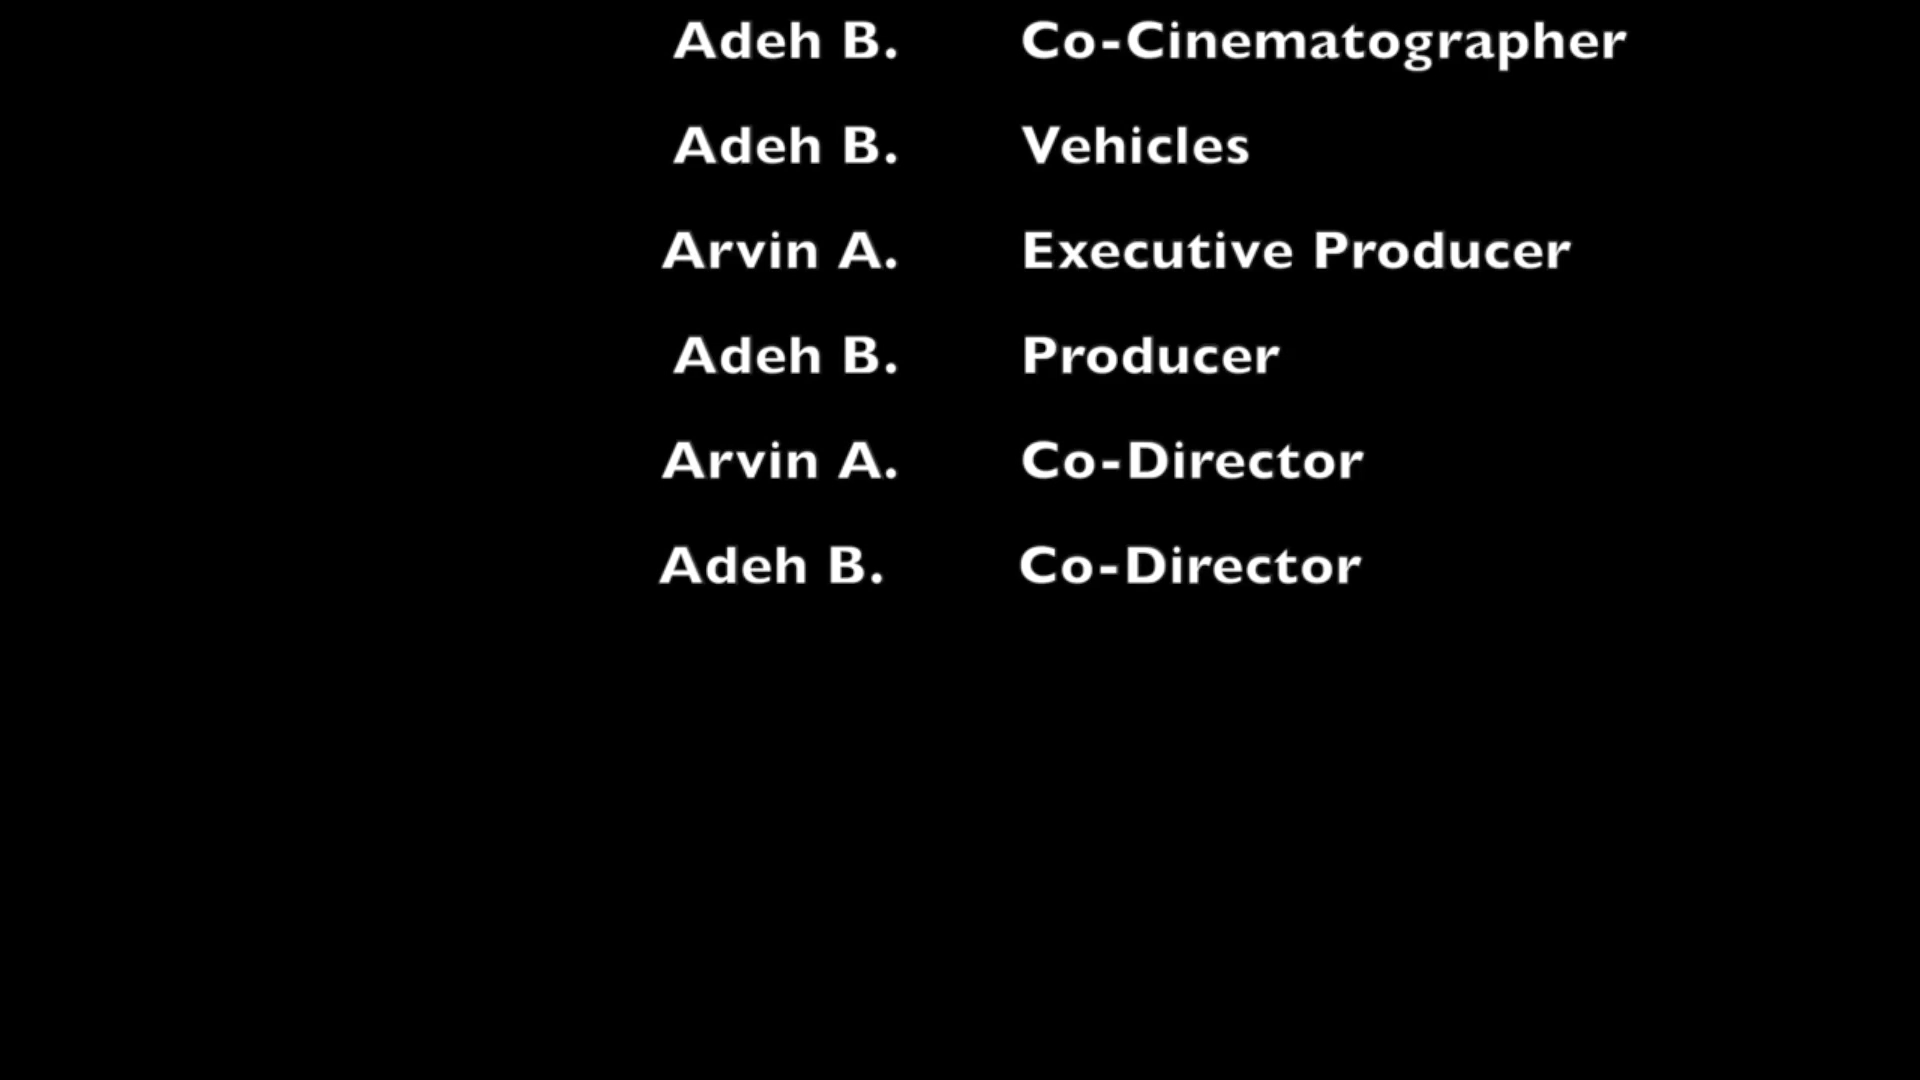 Adeh B. Co-Cinematographer
Adeh B. Vehicles
Arvin A. Executive Producer
Adeh B. Producer
Arvin A. Co-Director
Adeh B. Co-Director